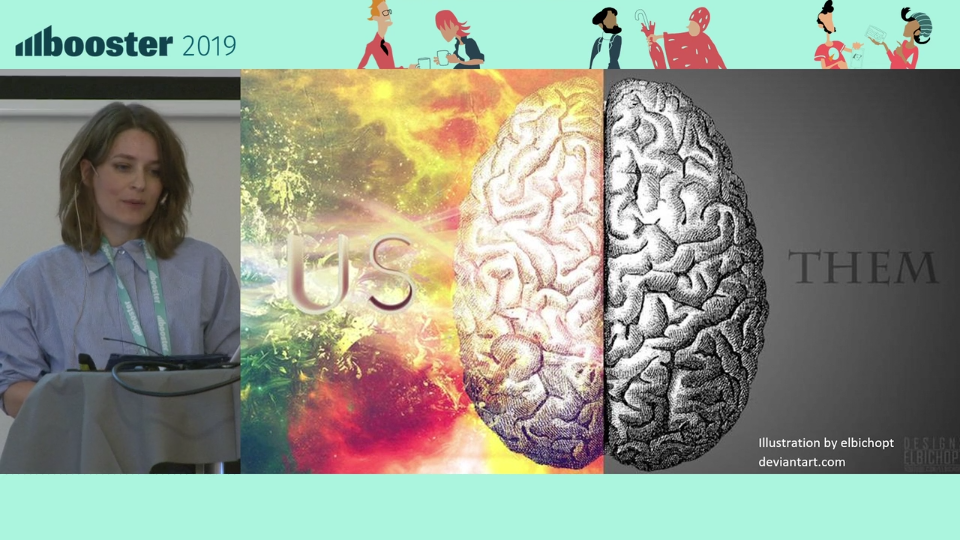 booster 2019
US
THEM
Illustration by elbichopt
deviantart.com
DESIGN
ELBICHOP